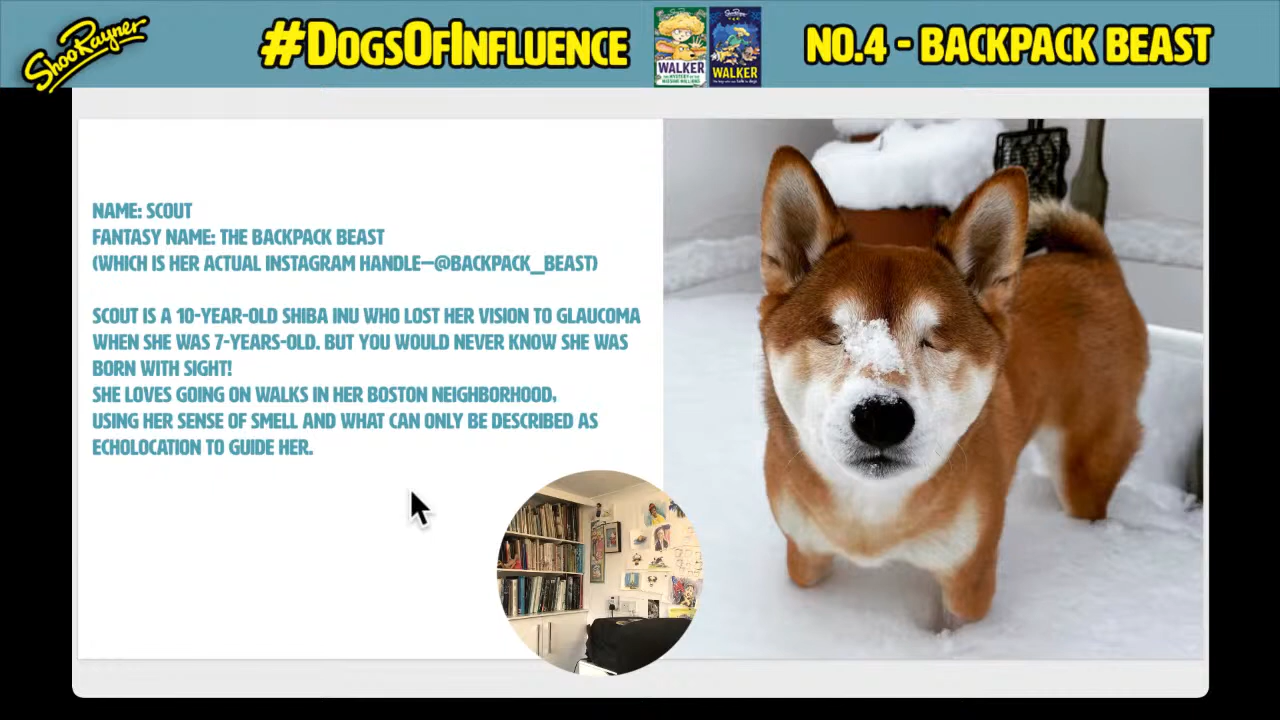 ShooRayner
#DOGSOFINFLUENCE
WALKER
WALKER
NO.4 - BACKPACK BEAST
NAME: SCOUT
FANTASY NAME: THE BACKPACK BEAST
(WHICH IS HER ACTUAL INSTAGRAM HANDLE—@BACKPACK_BEAST)
SCOUT IS A 10-YEAR-OLD SHIBA INU WHO LOST HER VISION TO GLAUCOMA
WHEN SHE WAS 7-YEARS-OLD. BUT YOU WOULD NEVER KNOW SHE WAS
BORN WITH SIGHT!
SHE LOVES GOING ON WALKS IN HER BOSTON NEIGHBORHOOD,
USING HER SENSE OF SMELL AND WHAT CAN ONLY BE DESCRIBED AS
ECHOLOCATION TO GUIDE HER.